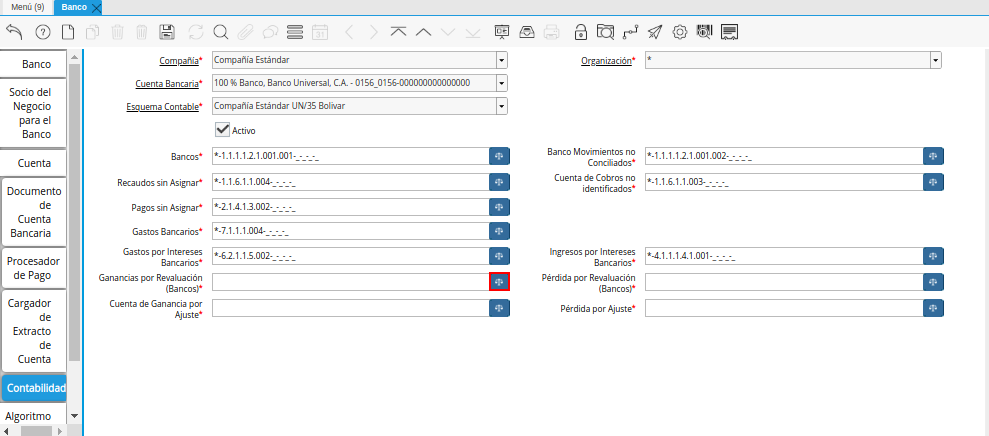 Menú (9)
Banco
Banco
Socio del
Negocio
para el
Banco
Cuenta
Documento
de
Cuenta
Bancaria
Procesador
de Pago
Cargador
de
Extracto
de
Cuenta
Contabilidad
Algoritmo
Compañía* Compañía Estándar
Organización* *
Cuenta Bancaria* 100 % Banco, Banco Universal, C.A. - 0156_0156-000000000000000
Esquema Contable* Compañía Estándar UN/35 Bolivar
Activo
Bancos* *-1.1.1.1.2.1.001.001-_-_-_-_
Banco Movimientos no
Conciliados* *-1.1.1.1.2.1.001.002-_-_-_-_
Recaudos sin Asignar* *-1.1.6.1.1.004-_-_-_-_
Cuenta de Cobros no
identificados* *-1.1.6.1.1.003-_-_-_-_
Pagos sin Asignar* *-2.1.4.1.3.002-_-_-_-_
Gastos Bancarios* *-7.1.1.1.004-_-_-_-_
Gastos por Intereses
Bancarios* *-6.2.1.1.5.002-_-_-_-_
Ingresos por Intereses
Bancarios* *-4.1.1.1.4.1.001-_-_-_-_
Ganancias por Revaluación
(Bancos)*
Pérdida por Revaluación
(Bancos)*
Cuenta de Ganancia por
Ajuste*
Pérdida por Ajuste*